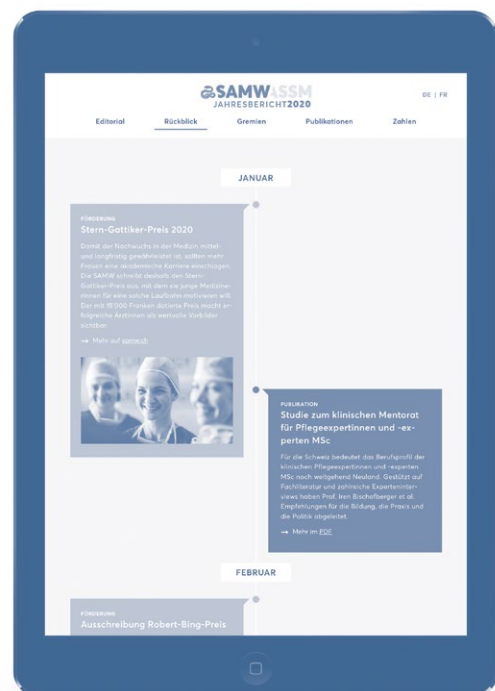 SAMWASSM
JAHRESBERICHT2020
DE | FR
Editorial Rückblick Gremien Publikationen Zahlen
JANUAR
FÖRDERUNG
Stern-Gattiker-Preis 2020
Damit der Nachwuchs in der Medizin mittel-
und langfristig gewährleistet ist, sollten mehr
Frauen eine akademische Karriere einschlagen.
Die SAMW schreibt deshalb den Stern-
Gattiker-Preis aus, mit dem sie junge Medizine-
rinnen für eine solche Laufbahn motivieren will.
Der mit 15'000 Franken dotierte Preis macht er-
folgreiche Ärztinnen als wertvolle Vorbilder
sichtbar.
→ Mehr auf samw.ch
PUBLIKATION
Studie zum klinischen Mentorat
für Pflegeexpertinnen und -ex-
perten MSc
Für die Schweiz bedeutet das Berufsprofil der
klinischen Pflegeexpertinnen und -experten
MSc noch weitgehend Neuland. Gestützt auf
Fachliteratur und zahlreiche Experteninter-
views haben Prof. Iren Bischofberger et al.
Empfehlungen für die Bildung, die Praxis und
die Politik abgeleitet.
→ Mehr im PDF
FEBRUAR
FÖRDERUNG
Ausschreibung Robert-Bing-Preis